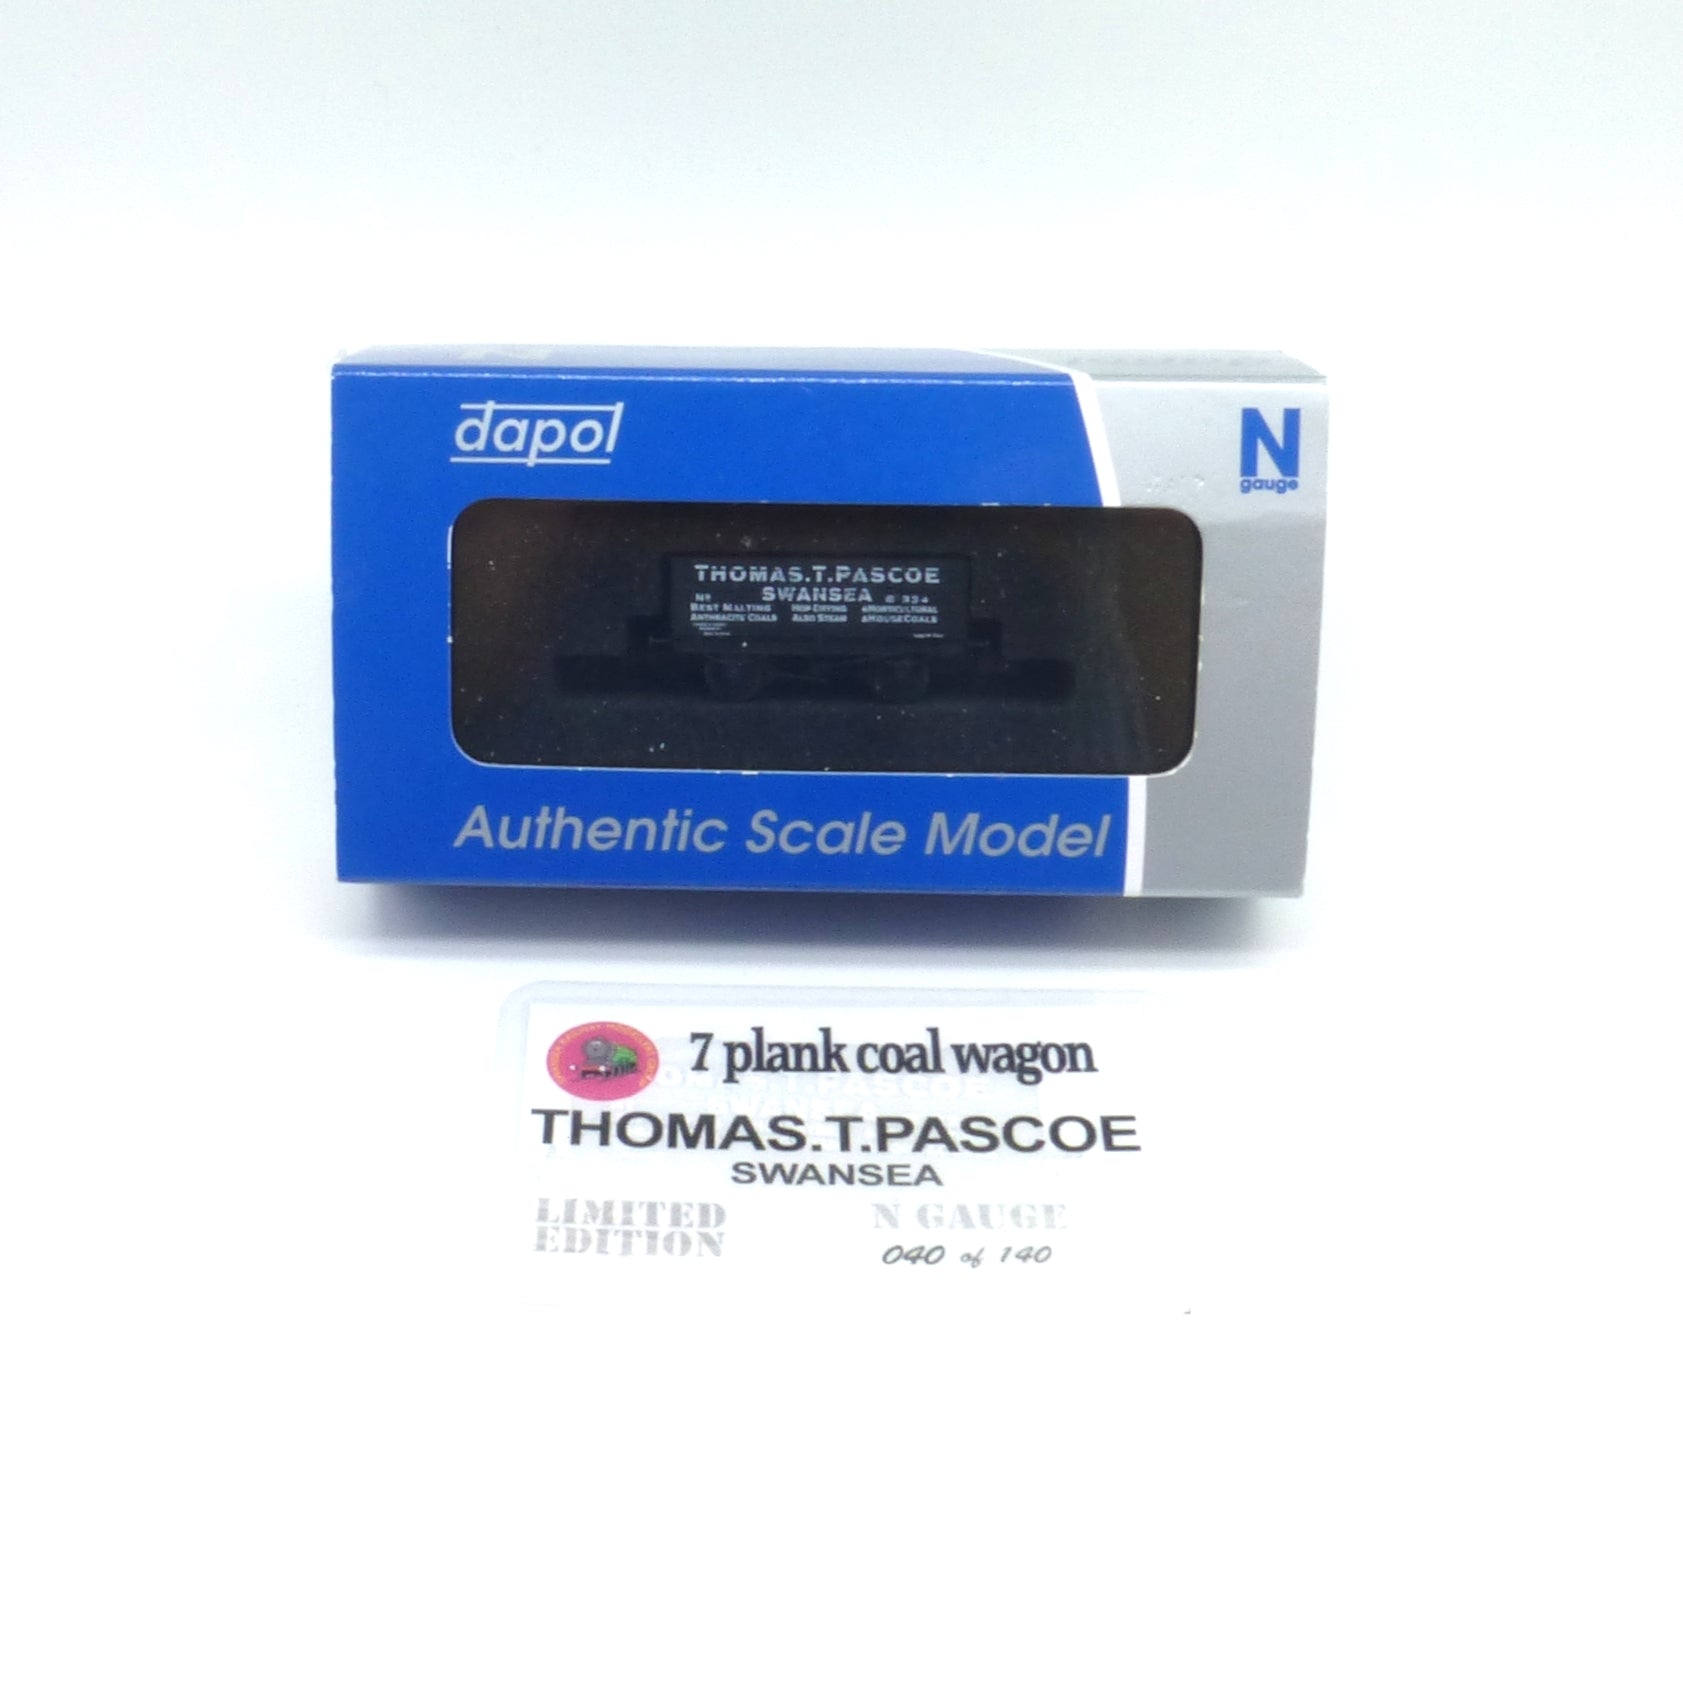 dapol
N
gauge
THOMAS.T.PASCOE
SWANSEA
Nº
BEST MALTING HOP DRYING &HORTICULTURAL
ANTHRACITE COALS ALSO STEAM &HOUSE COALS
Authentic Scale Model
7 plank coal wagon
THOMAS.T.PASCOE
SWANSEA
LIMITED
EDITION
N GAUGE
040 of 140